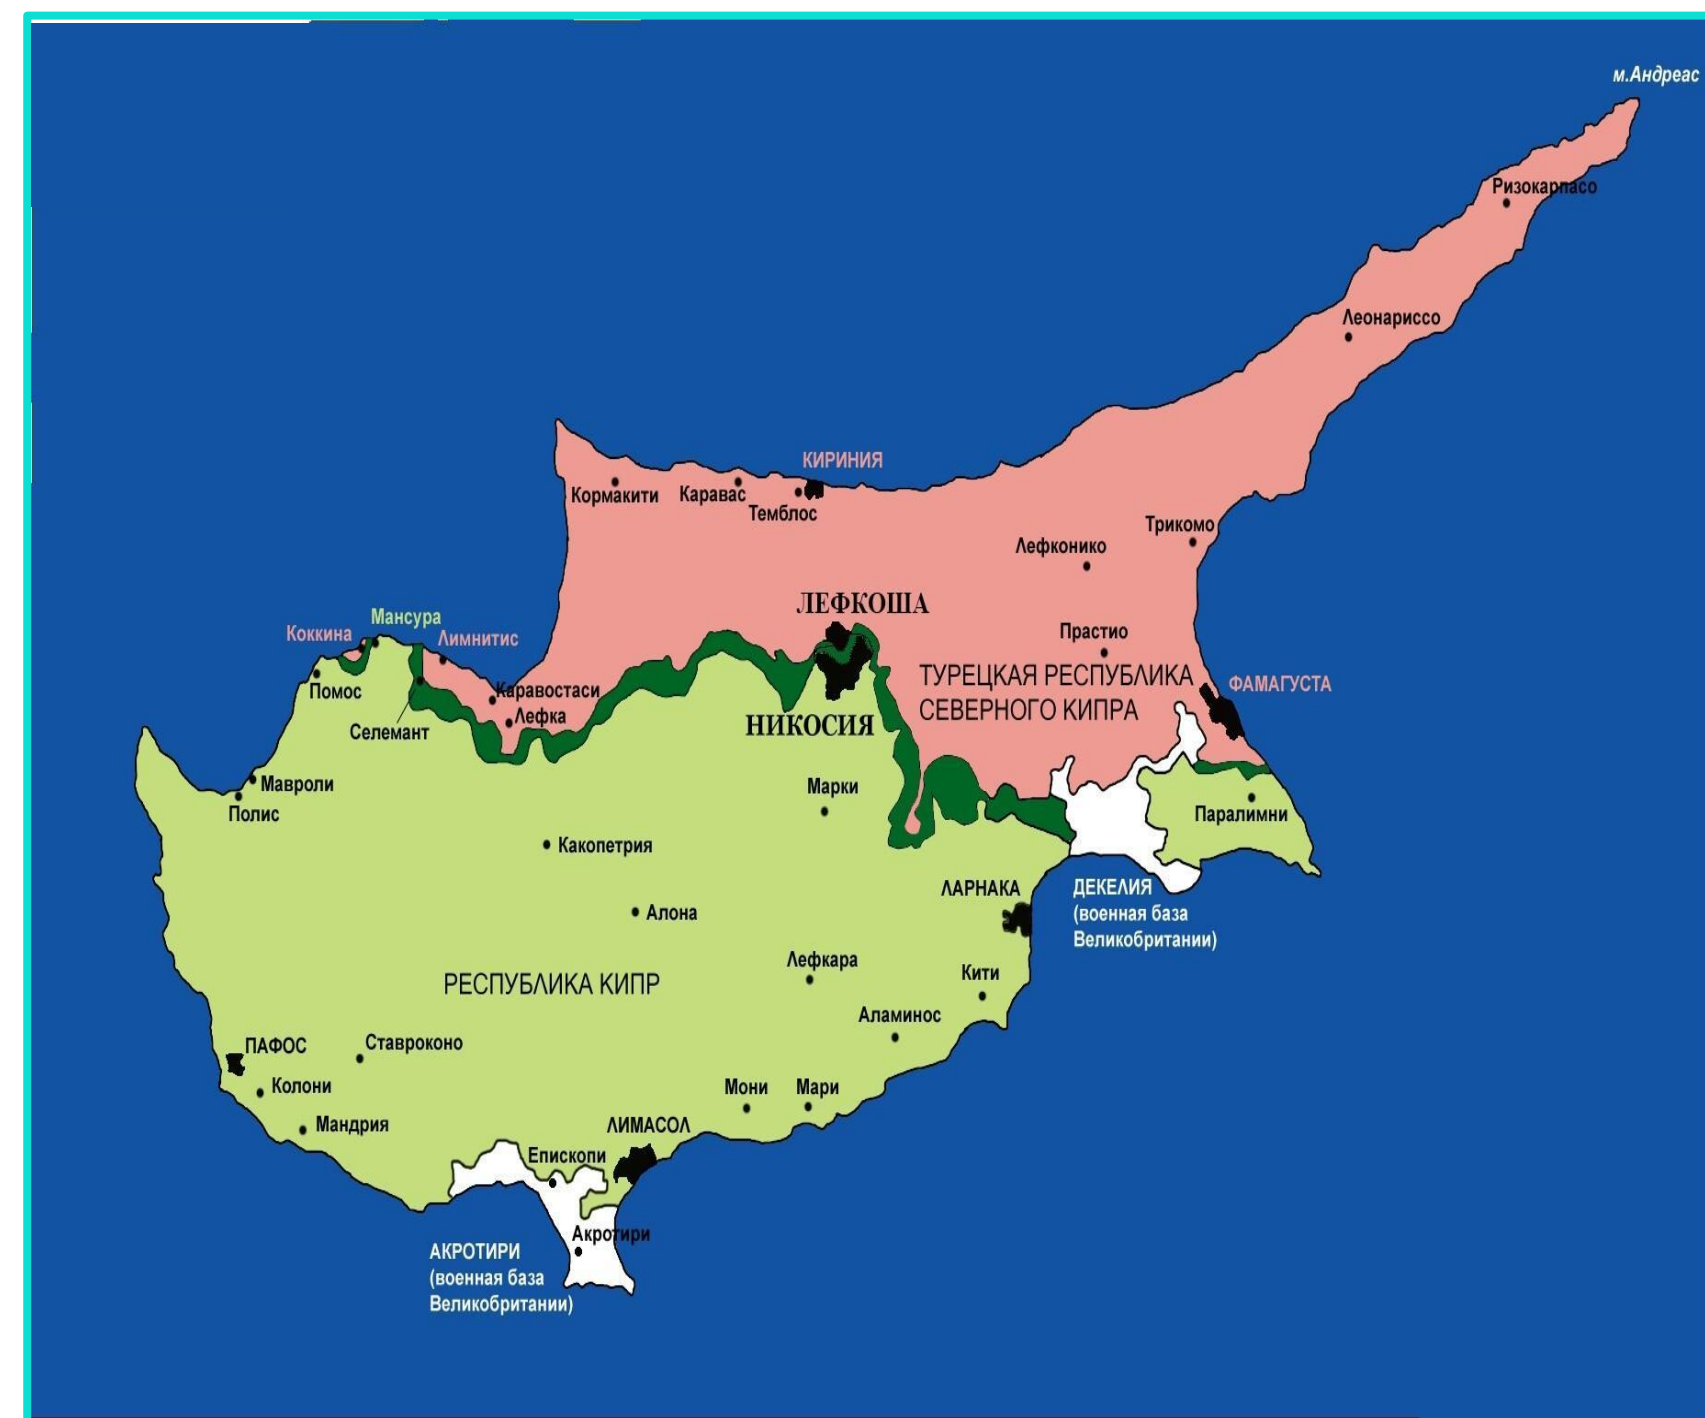 м.Андреас
Ризокарпасо
Леонариссо
КИРИНИЯ
Кормакити
Каравас
Темблос
Трикомо
Лефконико
ЛЕФКОША
Мансура
Коккина
Лимнитис
Прастио
ТУРЕЦКАЯ РЕСПУБЛИКА
СЕВЕРНОГО КИПРА
ФАМАГУСТА
Помос
Каравостаси
Лефка
Селемант
НИКОСИЯ
Мавроли
Полис
Марки
Паралимни
Какопетрия
ЛАРНАКА
ДЕКЕЛИЯ
(военная база
Великобритании)
Алона
Лефкара
Кити
РЕСПУБЛИКА КИПР
Аламинос
ПАФОС
Ставроконо
Колони
Мони
Мари
Мандрия
ЛИМАСОЛ
Епископи
Акротири
АКРОТИРИ
(военная база
Великобритании)